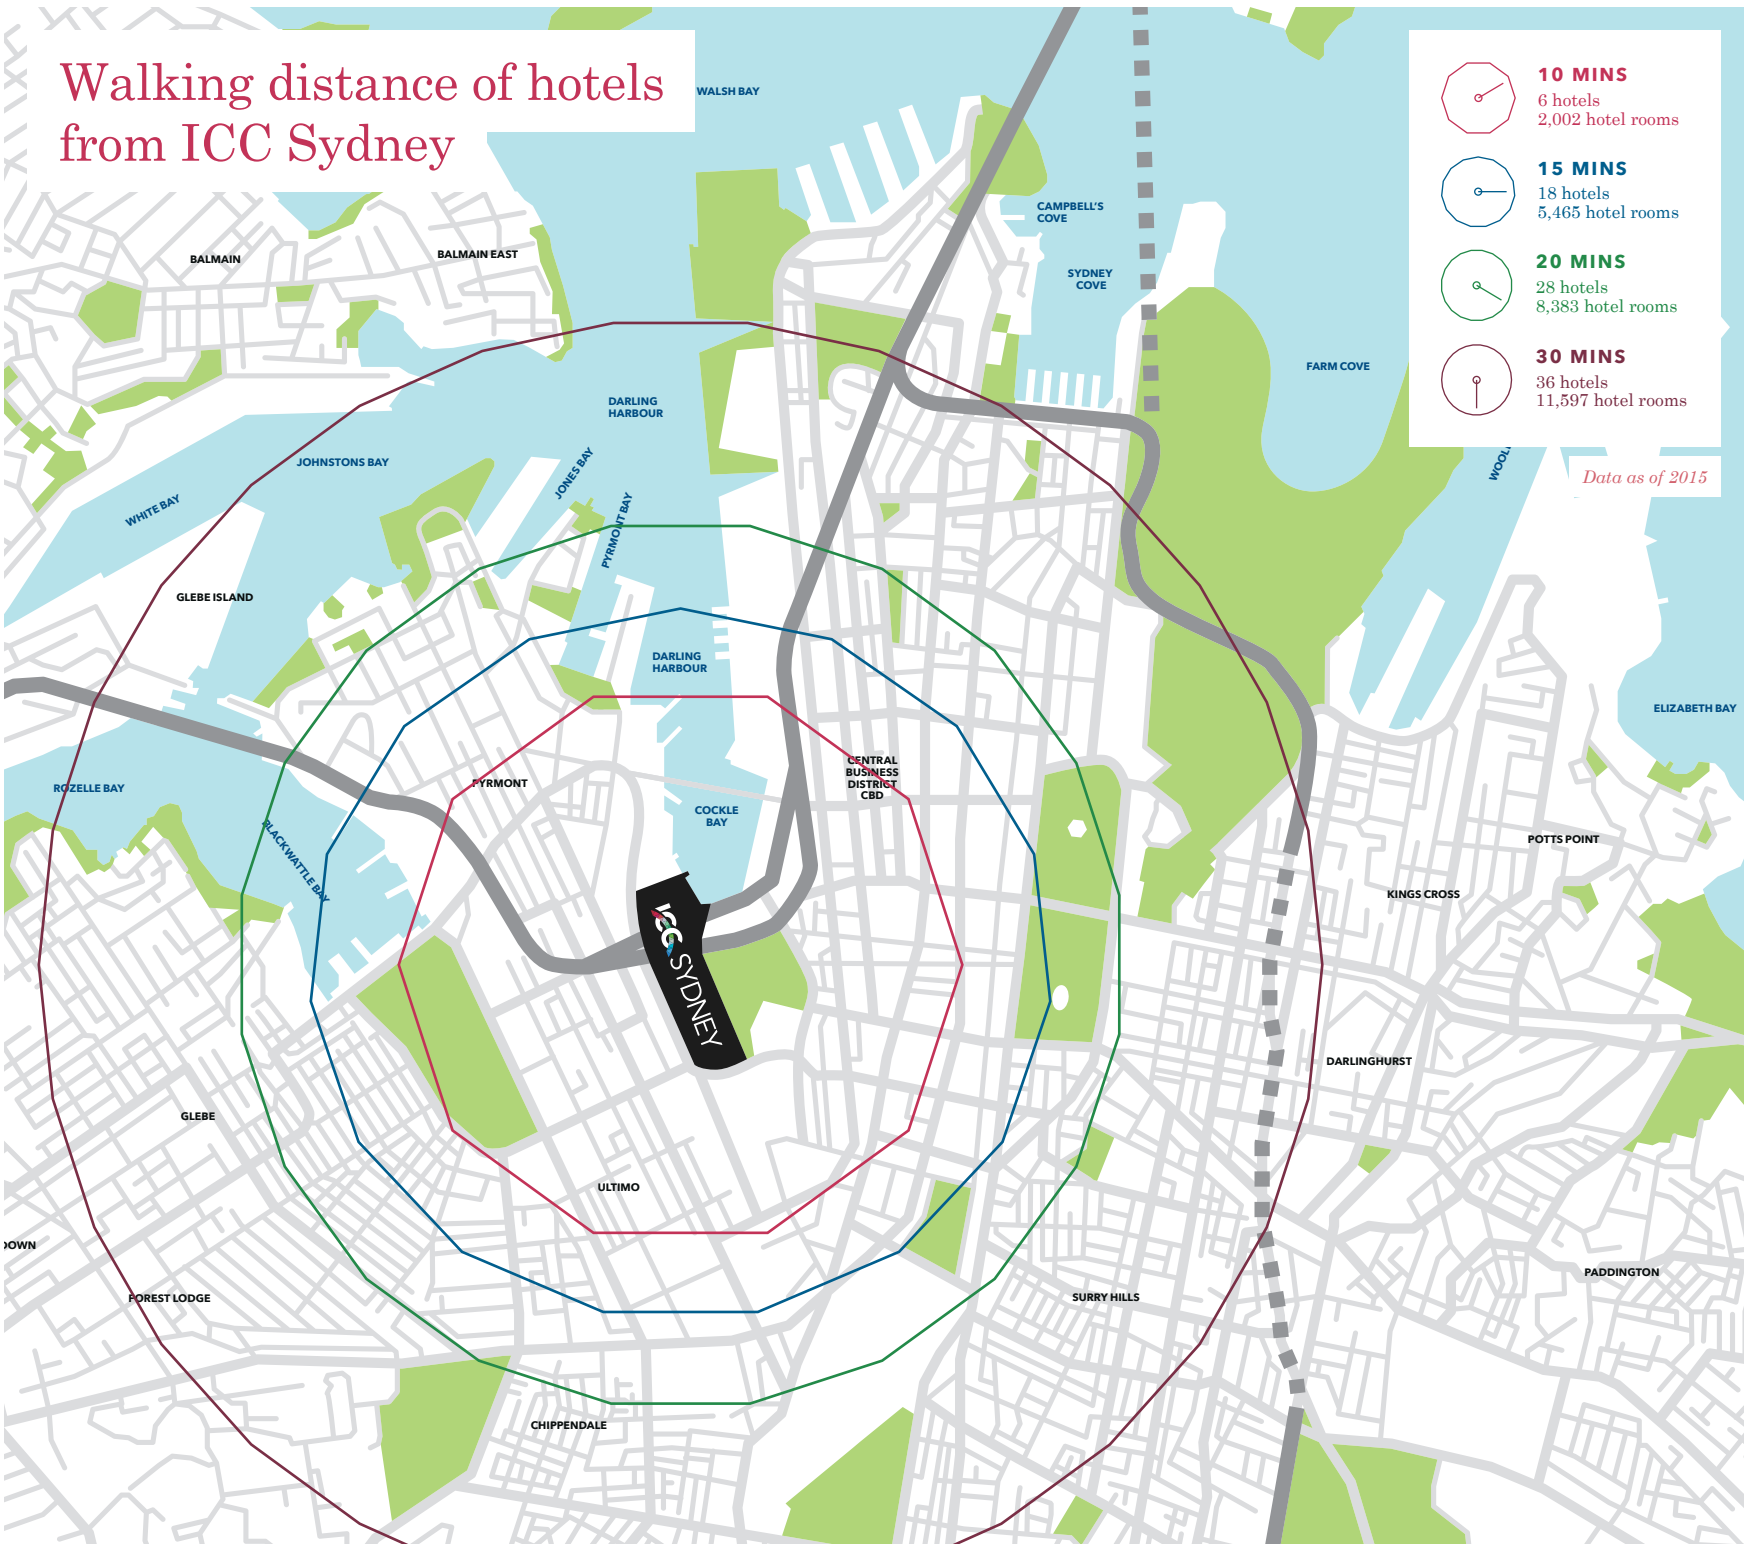 Walking distance of hotels
from ICC Sydney
10 MINS
6 hotels
2,002 hotel rooms
15 MINS
18 hotels
5,465 hotel rooms
20 MINS
28 hotels
8,383 hotel rooms
30 MINS
36 hotels
11,597 hotel rooms
Data as of 2015
WALSH BAY
CAMPBELL'S
COVE
BALMAIN
BALMAIN EAST
SYDNEY
COVE
FARM COVE
DARLING
HARBOUR
JOHNSTONS BAY
JONES BAY
WHITE BAY
PYRMONT BAY
GLEBE ISLAND
DARLING
HARBOUR
ELIZABETH BAY
ROZELLE BAY
PYRMONT
CENTRAL
BUSINESS
DISTRICT
CBD
COCKLE
BAY
BLACKWATTLE BAY
POTTS POINT
KINGS CROSS
ICC SYDNEY
DARLINGHURST
GLEBE
ULTIMO
FOREST LODGE
SURRY HILLS
PADDINGTON
CHIPPENDALE